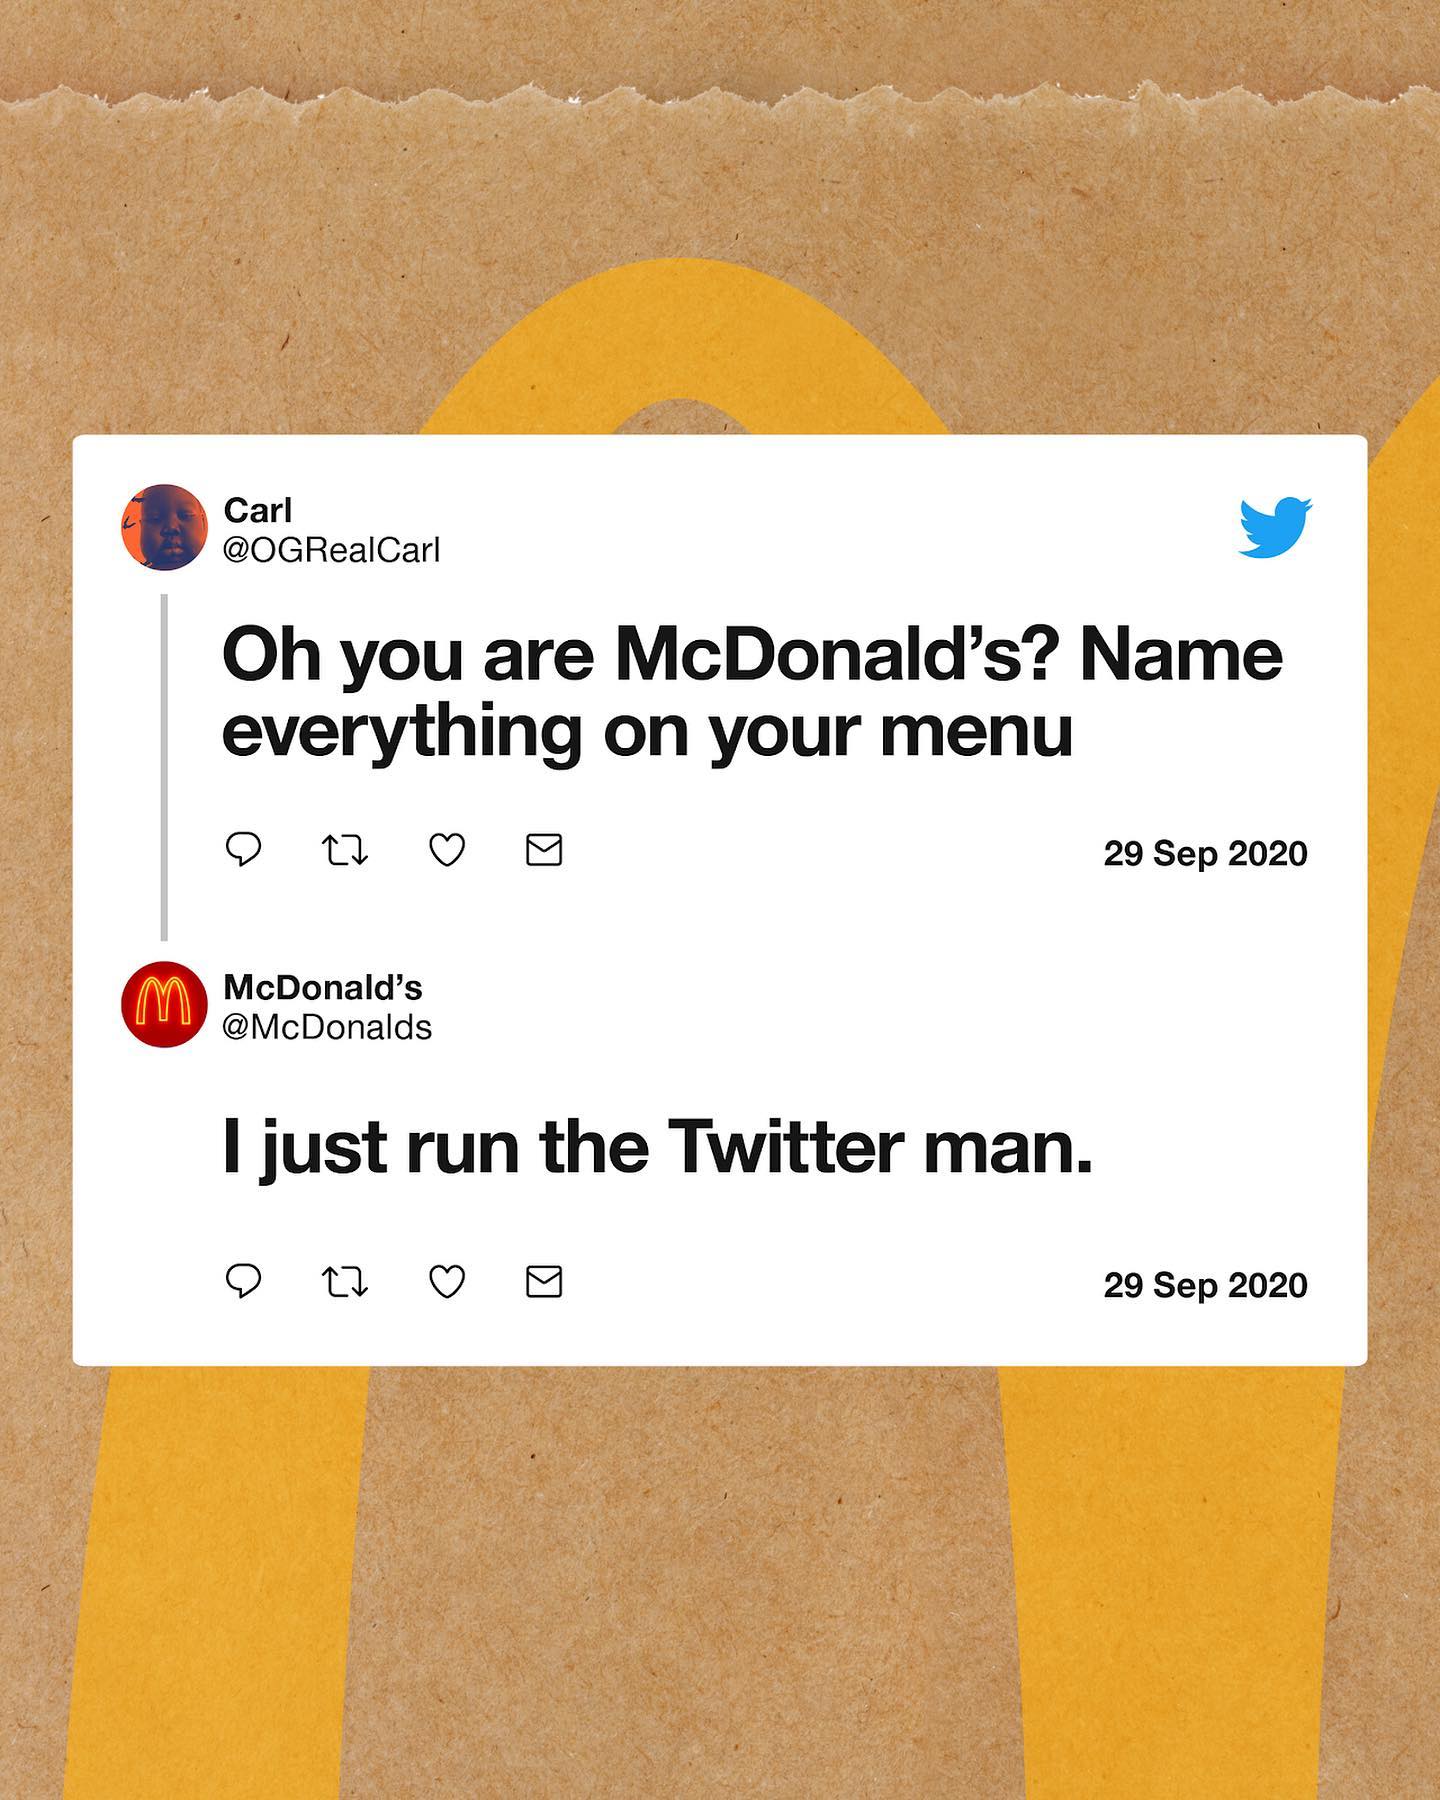 Carl
@OGRealCarl
Oh you are McDonald’s? Name
everything on your menu
29 Sep 2020
McDonald’s
@McDonalds
I just run the Twitter man.
29 Sep 2020